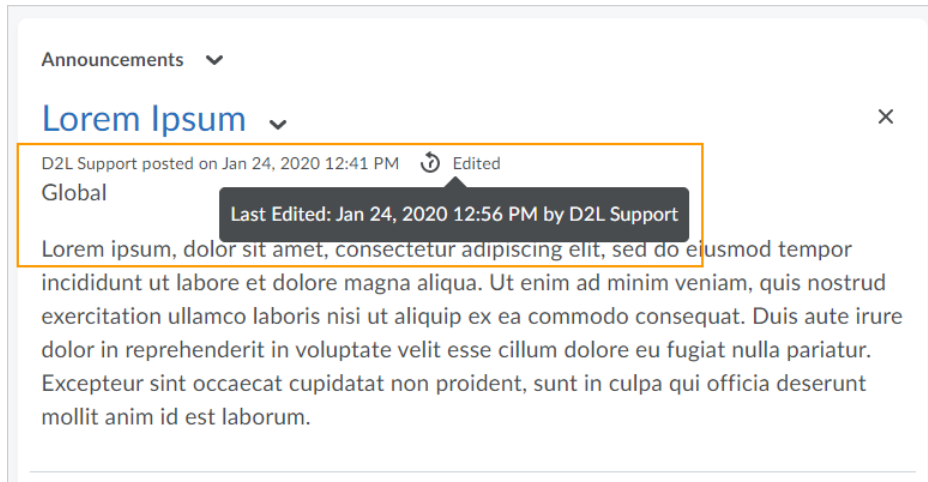 Announcements
Lorem Ipsum
D2L Support posted on Jan 24, 2020 12:41 PM Edited
Global
Last Edited: Jan 24, 2020 12:56 PM by D2L Support
Lorem ipsum, dolor sit amet, consectetur adipiscing elit, sed do eiusmod tempor
incididunt ut labore et dolore magna aliqua. Ut enim ad minim veniam, quis nostrud
exercitation ullamco laboris nisi ut aliquip ex ea commodo consequat. Duis aute irure
dolor in reprehenderit in voluptate velit esse cillum dolore eu fugiat nulla pariatur.
Excepteur sint occaecat cupidatat non proident, sunt in culpa qui officia deserunt
mollit anim id est laborum.